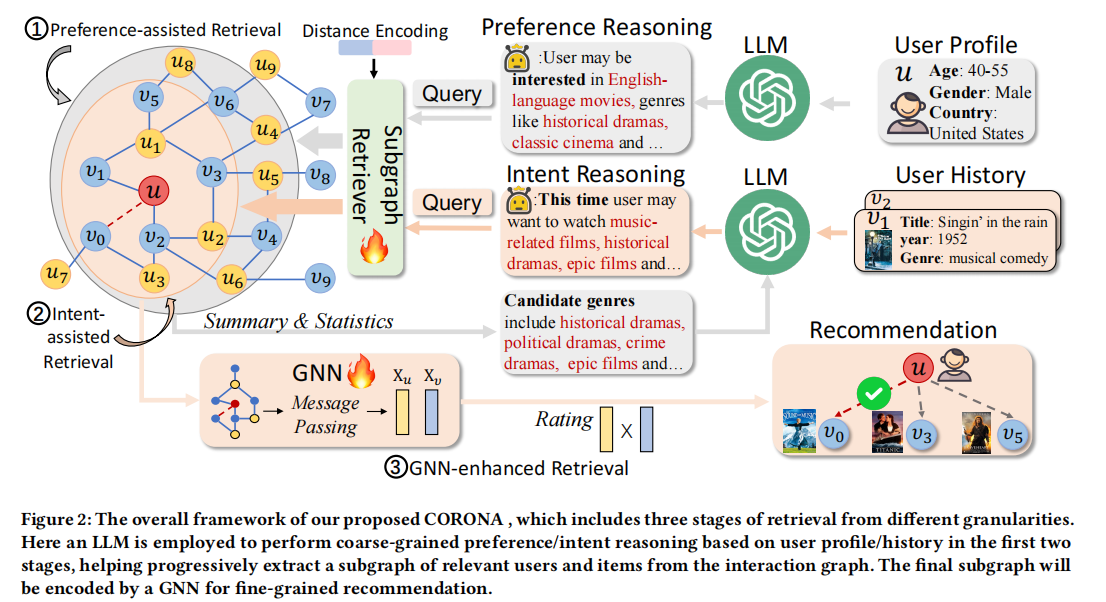 ①Preference-assisted Retrieval
Distance Encoding
u8
u9
v5
v6
v7
u1
u4
v1
v3
u5
v8
u
v0
v2
u2
v4
u7
u3
u6
v9
②Intent-
assisted
Retrieval
Subgraph
Retriever
Preference Reasoning
:User may be
interested in English-
language movies, genres
like historical dramas,
classic cinema and ...
Query
LLM
User Profile
u
Age: 40-55
Gender: Male
Country:
United States
Intent Reasoning
:This time user may
want to watch music-
related films, historical
dramas, epic films and...
Query
LLM
User History
v2
v1
Title: Singin' in the rain
year: 1952
Genre: musical comedy
Summary & Statistics
Candidate genres
include historical dramas,
political dramas, crime
dramas, epic films and...
GNN
Message
Passing
Xu
Xv
Rating
X
③GNN-enhanced Retrieval
Recommendation
u
v0
v3
v5
TITANIC
Figure 2: The overall framework of our proposed CORONA , which includes three stages of retrieval from different granularities.
Here an LLM is employed to perform coarse-grained preference/intent reasoning based on user profile/history in the first two
stages, helping progressively extract a subgraph of relevant users and items from the interaction graph. The final subgraph will
be encoded by a GNN for fine-grained recommendation.